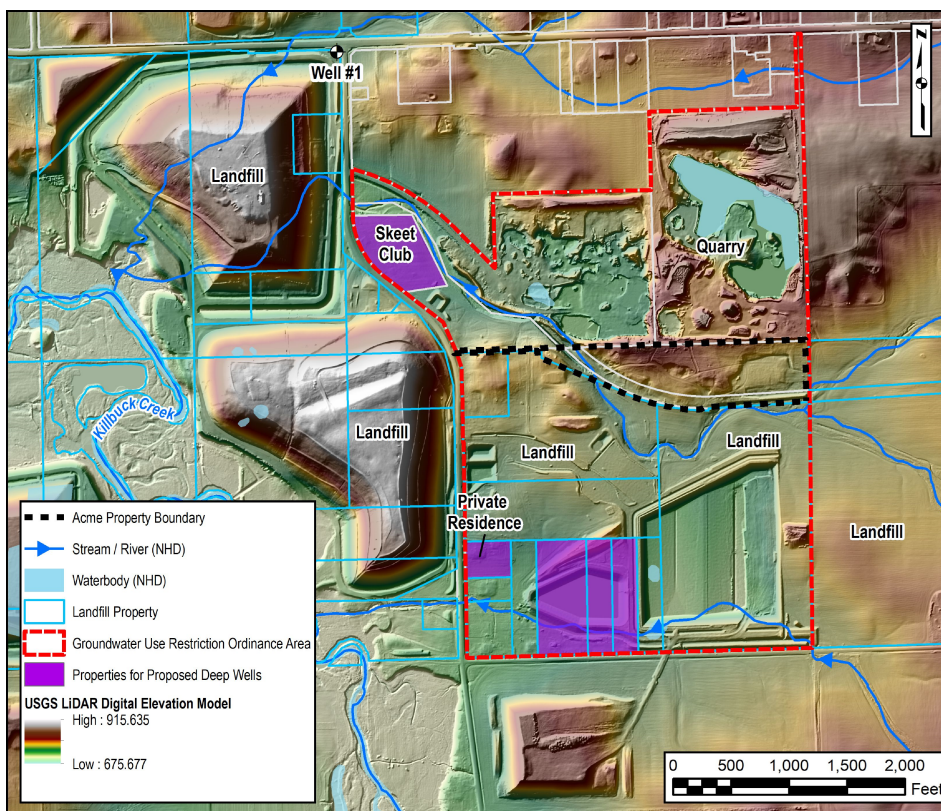 N
Well #1
Landfill
Skeet
Club
Quarry
Killbuck Creek
Landfill
Landfill
Landfill
Private
Residence
Landfill
Acme Property Boundary
Stream / River (NHD)
Waterbody (NHD)
Landfill Property
Groundwater Use Restriction Ordinance Area
Properties for Proposed Deep Wells
USGS LiDAR Digital Elevation Model
High : 915.635
Low : 675.677
0 500 1,000 1,500 2,000
Feet